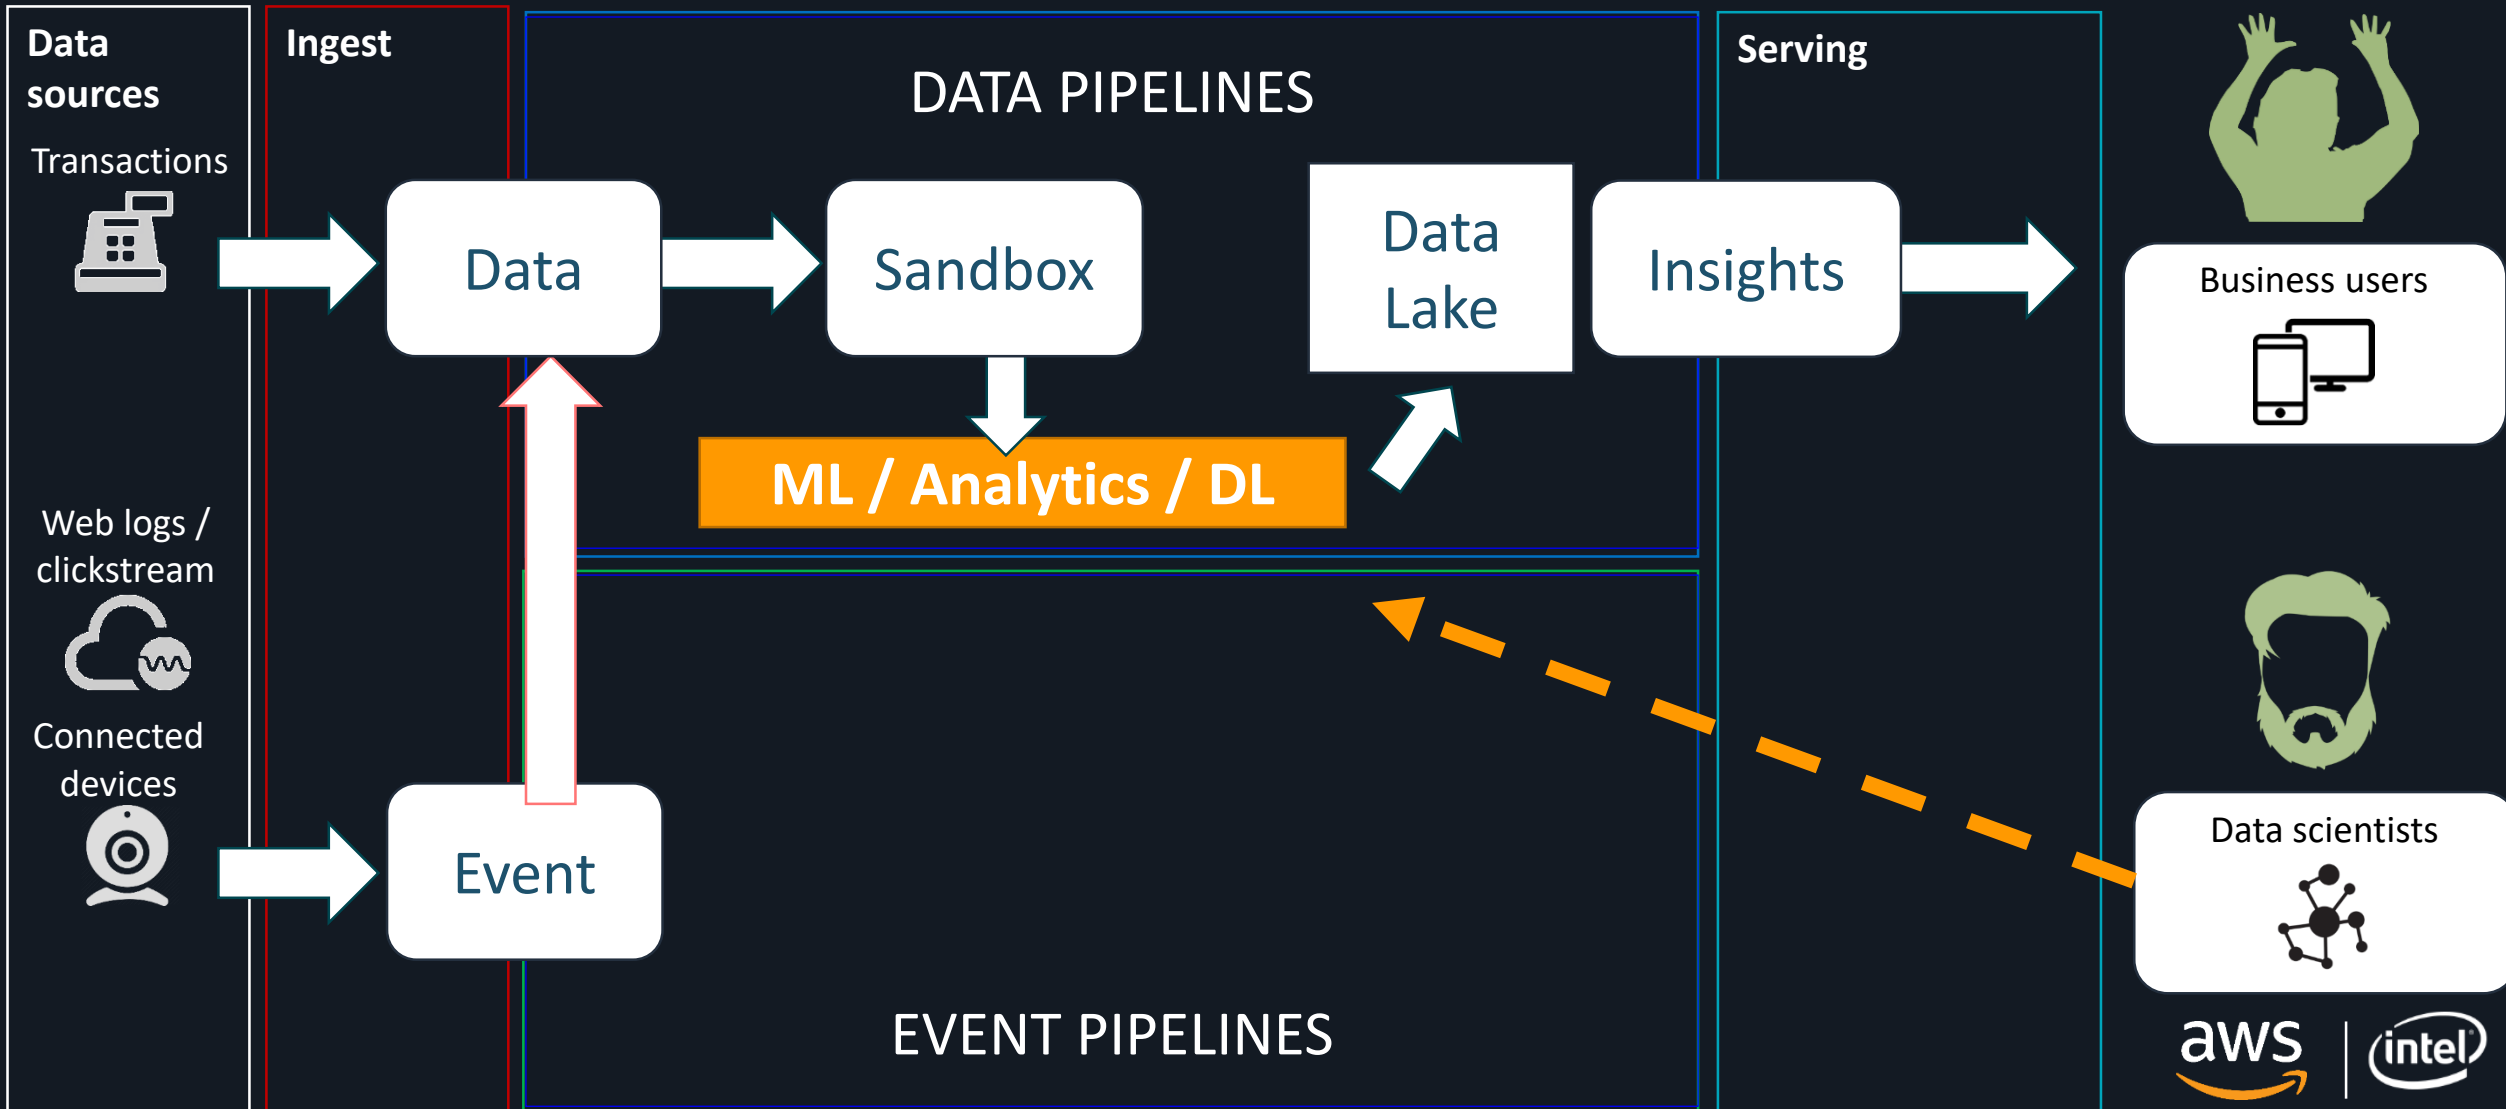 Data
sources
Transactions
Web logs /
clickstream
Connected
devices
Ingest
DATA PIPELINES
Data
Sandbox
Data
Lake
Insights
ML / Analytics / DL
Event
EVENT PIPELINES
Serving
Business users
Data scientists
aws
intel